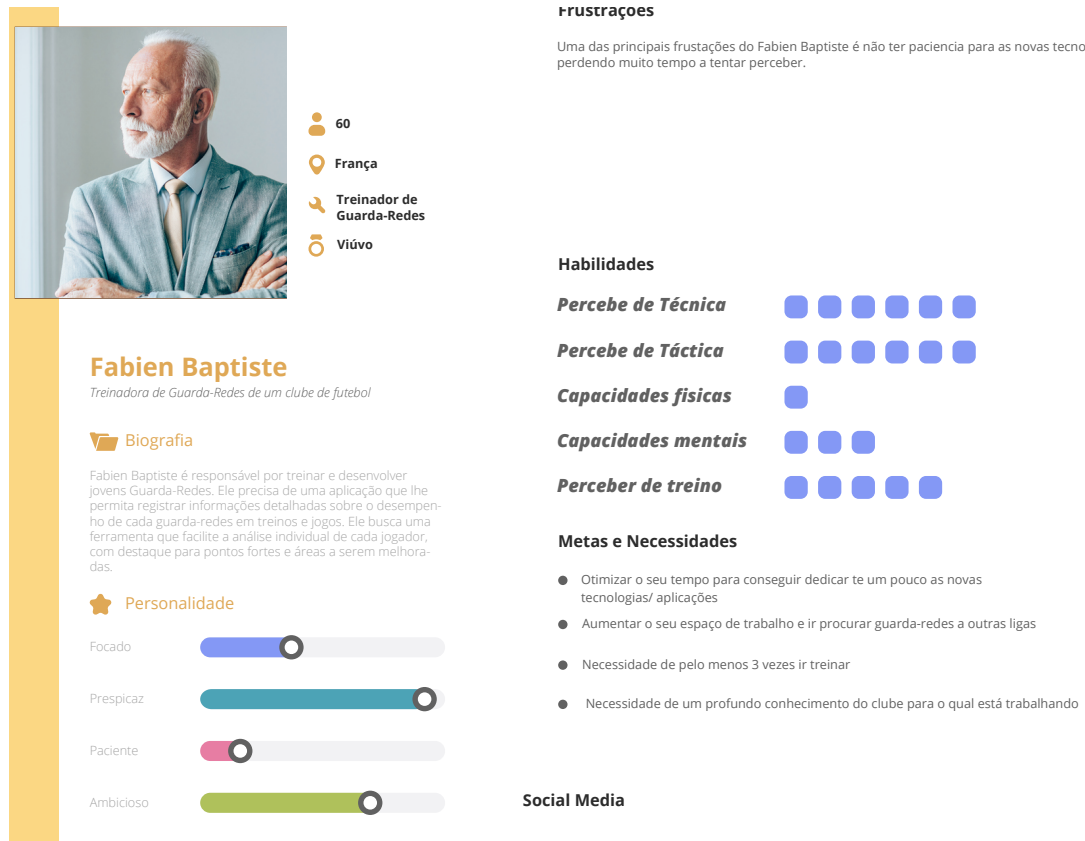 60
França
Treinador de
Guarda-Redes
Viúvo
Fabien Baptiste
Treinadora de Guarda-Redes de um clube de futebol
Biografia
Fabien Baptiste é responsável por treinar e desenvolver
jovens Guarda-Redes. Ele precisa de uma aplicação que lhe
permita registrar informações detalhadas sobre o desempen-
ho de cada guarda-redes em treinos e jogos. Ele busca uma
ferramenta que facilite a análise individual de cada jogador,
com destaque para pontos fortes e áreas a serem melhora-
das.
Personalidade
Focado
Prespicaz
Paciente
Ambicioso
Frustrações
Uma das principais frustações do Fabien Baptiste é não ter paciencia para as novas tecno
perdendo muito tempo a tentar perceber.
Habilidades
Percebe de Técnica
Percebe de Táctica
Capacidades fisicas
Capacidades mentais
Perceber de treino
Metas e Necessidades
Otimizar o seu tempo para conseguir dedicar te um pouco as novas
tecnologias/ aplicações
Aumentar o seu espaço de trabalho e ir procurar guarda-redes a outras ligas
Necessidade de pelo menos 3 vezes ir treinar
Necessidade de um profundo conhecimento do clube para o qual está trabalhando
Social Media